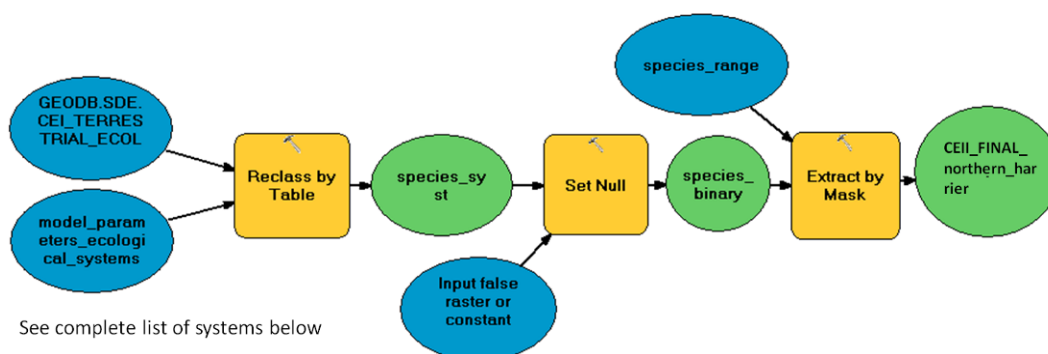 GEODB.SDE.
CEI_TERRES
TRIAL_ECOL
model_param
eters_ecologi
cal_systems
Reclass by
Table
species_sy
st
Input false
raster or
constant
Set Null
species_
binary
species_range
Extract by
Mask
CEII_FINAL_
northern_har
rier
See complete list of systems below